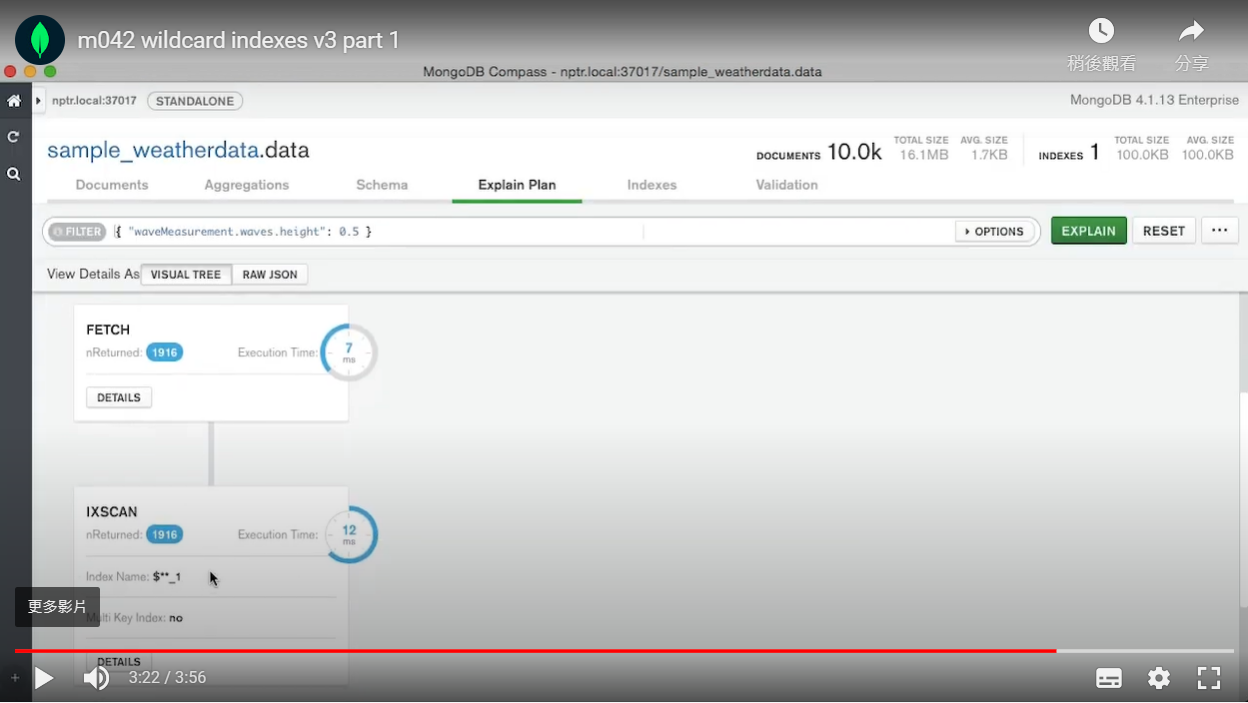 m042 wildcard indexes v3 part 1
稍後觀看
分享
MongoDB Compass - nptr.local:37017/sample_weatherdata.data
nptr.local:37017 STANDALONE MongoDB 4.1.13 Enterprise
sample_weatherdata.data
DOCUMENTS 10.0k TOTAL SIZE 16.1MB AVG. SIZE 1.7KB INDEXES 1 TOTAL SIZE 100.0KB AVG. SIZE 100.0KB
Documents Aggregations Schema Explain Plan Indexes Validation
FILTER { "waveMeasurement.waves.height": 0.5 } OPTIONS EXPLAIN RESET ...
View Details As VISUAL TREE RAW JSON
FETCH
nReturned: 1916 Execution Time: 7 ms
DETAILS
IXSCAN
nReturned: 1916 Execution Time: 12 ms
Index Name: $**_1
更多影片
Multi Key Index: no
DETAILS
3:22 / 3:56